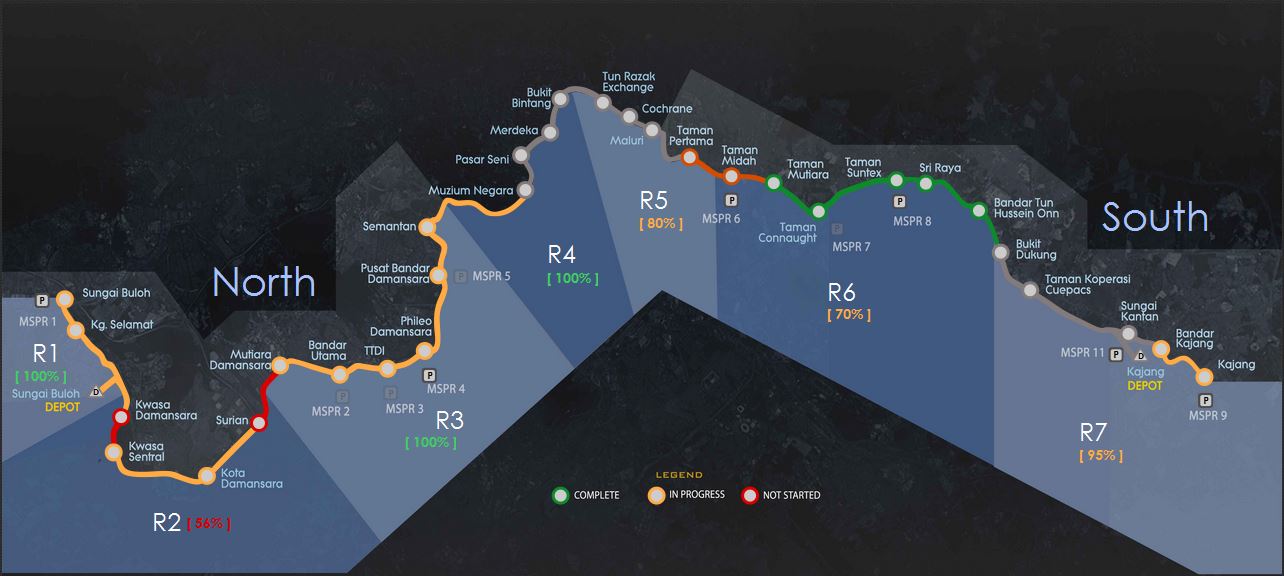 North
South
Sungai Buloh
MSPR 1
Kg. Selamat
R1
[ 100% ]
Sungai Buloh
DEPOT
D
P
Kwasa
Damansara
Kwasa
Sentral
Kota
Damansara
R2 [ 56% ]
Surian
Mutiara
Damansara
Bandar
Utama
MSPR 2
TTDI
MSPR 3
Phileo
Damansara
P
MSPR 4
R3
[ 100% ]
Pusat Bandar
Damansara
P
MSPR 5
Semantan
Muzium Negara
Pasar Seni
Merdeka
Bukit
Bintang
R4
[ 100% ]
Tun Razak
Exchange
Cochrane
Maluri
R5
[ 80% ]
Taman
Pertama
Taman
Midah
P
MSPR 6
Taman
Mutiara
Taman
Connaught
P
MSPR 7
Taman
Suntex
P
MSPR 8
Sri Raya
R6
[ 70% ]
Bandar Tun
Hussein Onn
Bukit
Dukung
Taman Koperasi
Cuepacs
Sungai
Kantan
MSPR 11
P
D
Kajang
DEPOT
Bandar
Kajang
Kajang
P
MSPR 9
R7
[ 95% ]
LEGEND
COMPLETE
IN PROGRESS
NOT STARTED